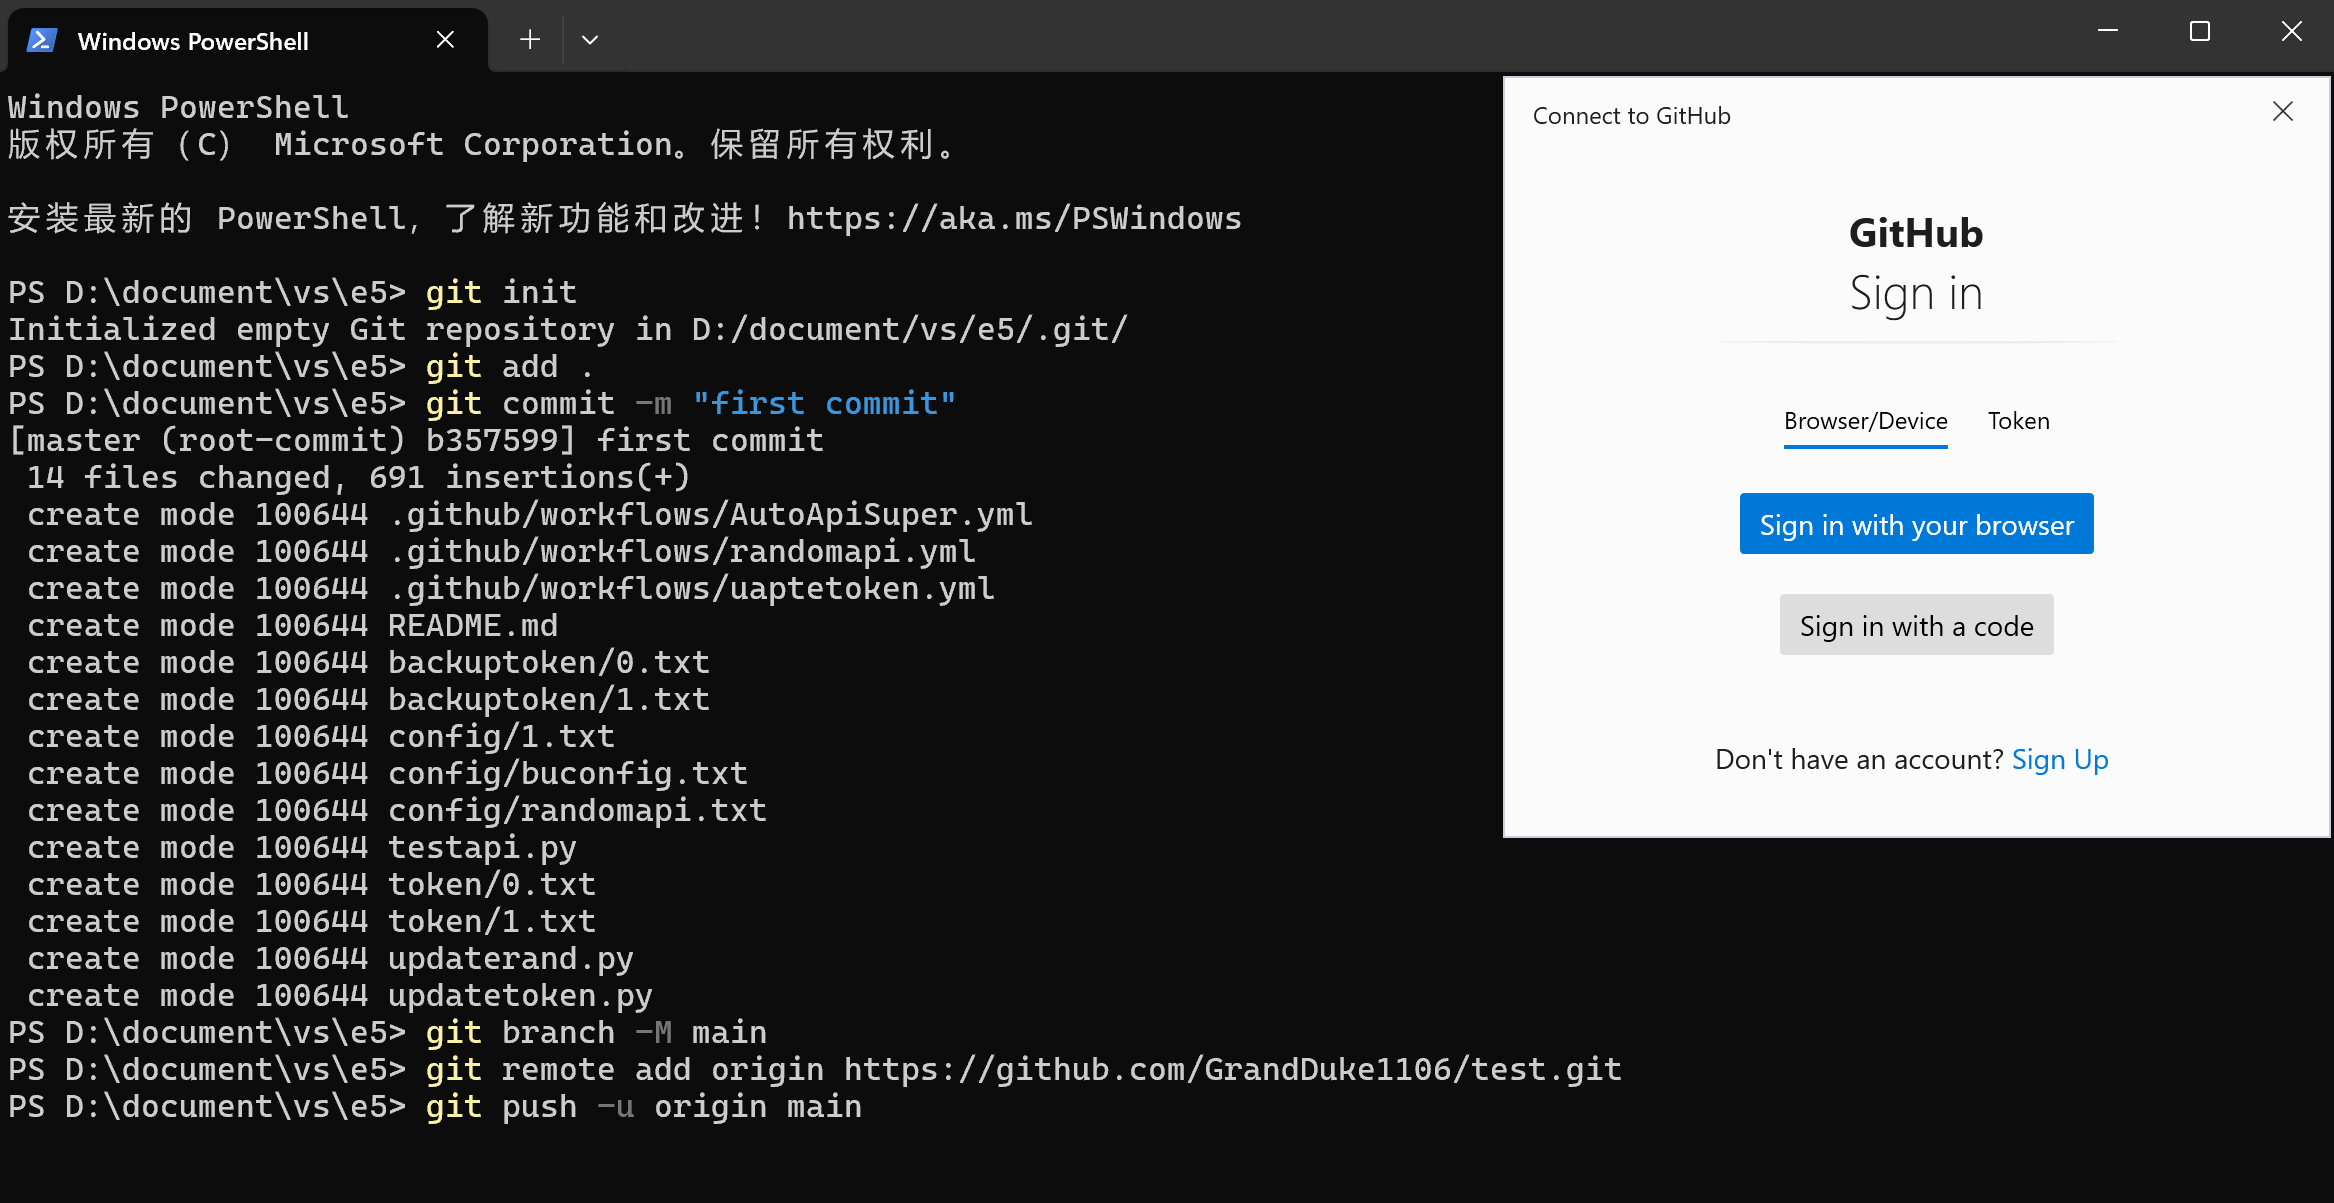 Windows PowerShell
Windows PowerShell
版权所有（C） Microsoft Corporation。保留所有权利。
安装最新的 PowerShell，了解新功能和改进！https://aka.ms/PSWindows
PS D:\document\vs\e5> git init
Initialized empty Git repository in D:/document/vs/e5/.git/
PS D:\document\vs\e5> git add .
PS D:\document\vs\e5> git commit -m "first commit"
[master (root-commit) b357599] first commit
 14 files changed, 691 insertions(+)
 create mode 100644 .github/workflows/AutoApiSuper.yml
 create mode 100644 .github/workflows/randomapi.yml
 create mode 100644 .github/workflows/uaptetoken.yml
 create mode 100644 README.md
 create mode 100644 backuptoken/0.txt
 create mode 100644 backuptoken/1.txt
 create mode 100644 config/1.txt
 create mode 100644 config/buconfig.txt
 create mode 100644 config/randomapi.txt
 create mode 100644 testapi.py
 create mode 100644 token/0.txt
 create mode 100644 token/1.txt
 create mode 100644 updaterand.py
 create mode 100644 updatetoken.py
PS D:\document\vs\e5> git branch -M main
PS D:\document\vs\e5> git remote add origin https://github.com/GrandDuke1106/test.git
PS D:\document\vs\e5> git push -u origin main
Connect to GitHub
GitHub
Sign in
Browser/Device Token
Sign in with your browser
Sign in with a code
Don't have an account? Sign Up